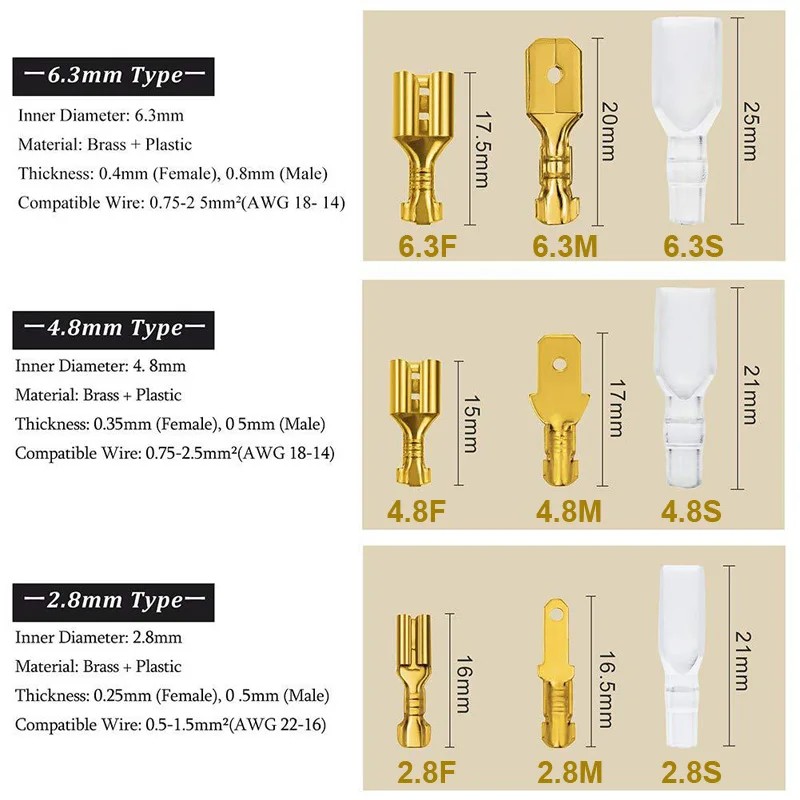 6.3mm Type
Inner Diameter: 6.3mm
Material: Brass + Plastic
Thickness: 0.4mm (Female), 0.8mm (Male)
Compatible Wire: 0.75-2 5mm²(AWG 18- 14)
17.5mm
20mm
25mm
6.3F 6.3M 6.3S
4.8mm Type
Inner Diameter: 4. 8mm
Material: Brass + Plastic
Thickness: 0.35mm (Female), 0 5mm (Male)
Compatible Wire: 0.75-2.5mm²(AWG 18-14)
15mm
17mm
21mm
4.8F 4.8M 4.8S
2.8mm Type
Inner Diameter: 2.8mm
Material: Brass + Plastic
Thickness: 0.25mm (Female), 0 .5mm (Male)
Compatible Wire: 0.5-1.5mm²(AWG 22-16)
16mm
16.5mm
21mm
2.8F 2.8M 2.8S